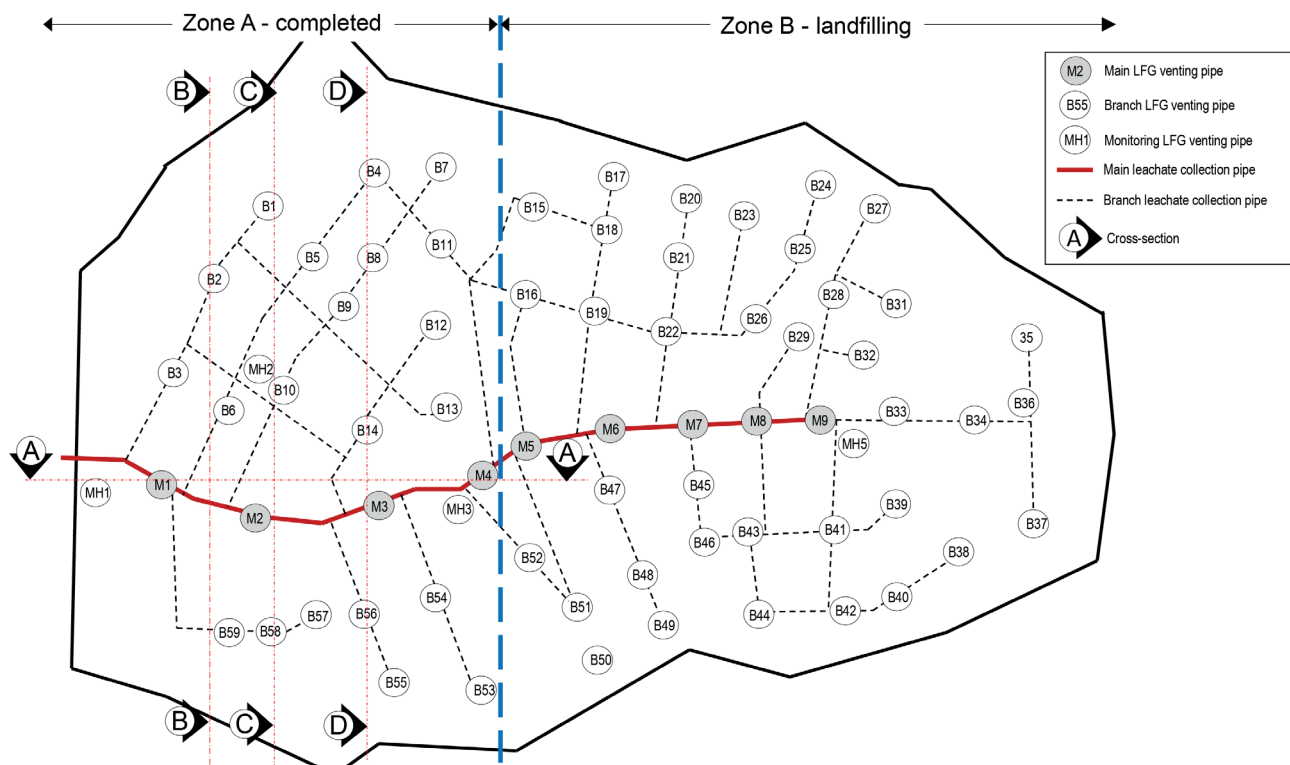 Zone A - completed
Zone B - landfilling
M2 Main LFG venting pipe
B55 Branch LFG venting pipe
MH1 Monitoring LFG venting pipe
Main leachate collection pipe
Branch leachate collection pipe
A Cross-section
B C D
B7
B4
B17
B24
B20
B1
B15
B27
B23
B18
B11
B5
B8
B21
B25
B2
B16
B28
B9
B31
B19
B26
B12
B22
B29
35
B32
MH2
B3
B10
B36
B6
B13
B33
M9
M8
B34
M7
M6
B14
MH5
M5
A
A
M4
M1
B45
MH1
B47
M3
B39
MH3
M2
B37
B41
B43
B46
B38
B52
B48
B40
B54
B51
B42
B56
B57
B44
B49
B59
B58
B50
B55
B53
B C D